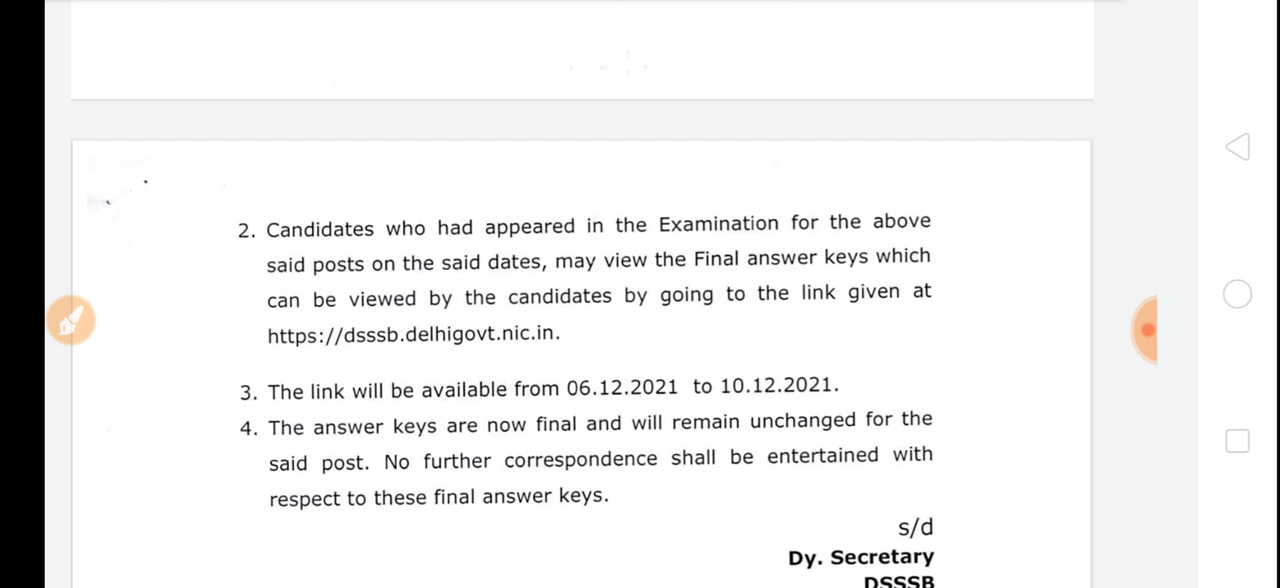 2. Candidates who had appeared in the Examination for the above
said posts on the said dates, may view the Final answer keys which
can be viewed by the candidates by going to the link given at
https://dsssb.delhigovt.nic.in.
3. The link will be available from 06.12.2021 to 10.12.2021.
4. The answer keys are now final and will remain unchanged for the
said post. No further correspondence shall be entertained with
respect to these final answer keys.
s/d
Dy. Secretary
DSSSB